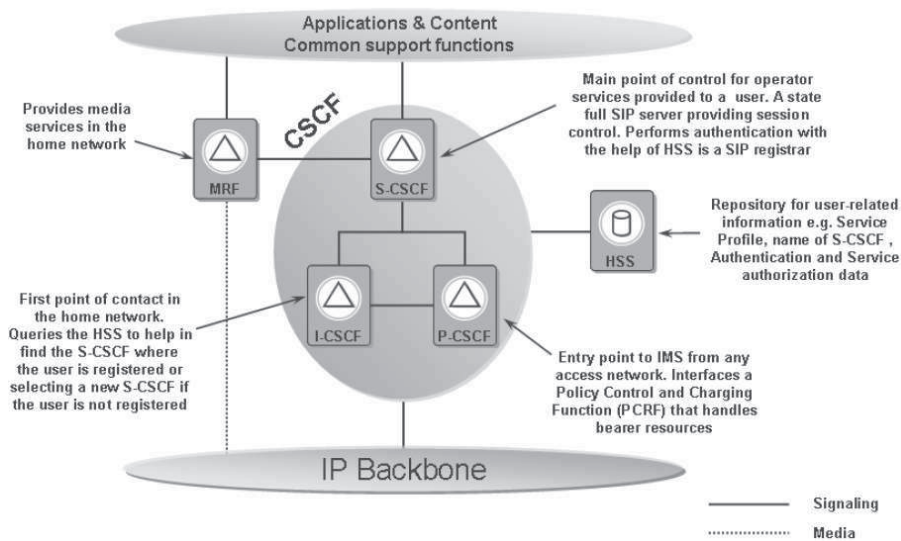 Applications & Content
Common support functions
Provides media
services in the
home network
CSCF
Main point of control for operator
services provided to a user. A state
full SIP server providing session
control. Performs authentication with
the help of HSS is a SIP registrar
MRF
S-CSCF
Repository for user-related
information e.g. Service
Profile, name of S-CSCF ,
Authentication and Service
authorization data
HSS
First point of contact in
the home network.
Queries the HSS to help in
find the S-CSCF where
the user is registered or
selecting a new S-CSCF if
the user is not registered
I-CSCF
P-CSCF
Entry point to IMS from any
access network. Interfaces a
Policy Control and Charging
Function (PCRF) that handles
bearer resources
IP Backbone
Signaling
Media